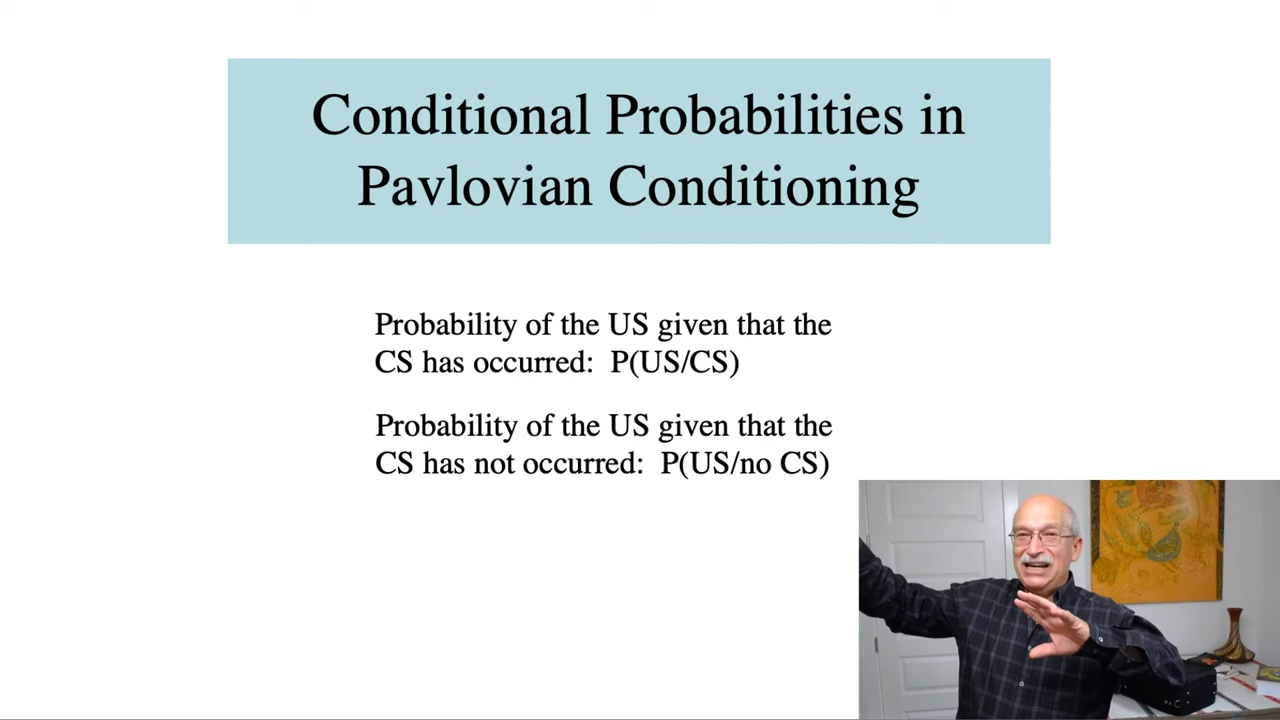 Conditional Probabilities in
Pavlovian Conditioning
Probability of the US given that the
CS has occurred: P(US/CS)
Probability of the US given that the
CS has not occurred: P(US/no CS)